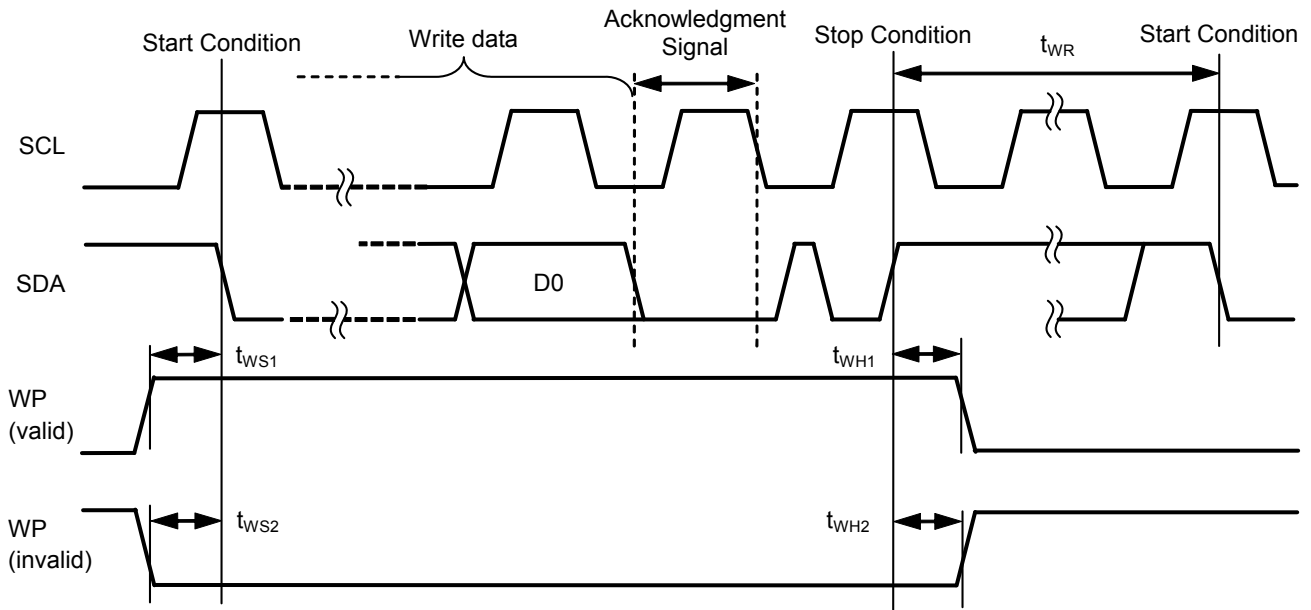 Start Condition
Write data
Acknowledgment
Signal
Stop Condition
tWR
Start Condition
SCL
SDA
D0
tWS1
tWH1
WP
(valid)
tWS2
tWH2
WP
(invalid)